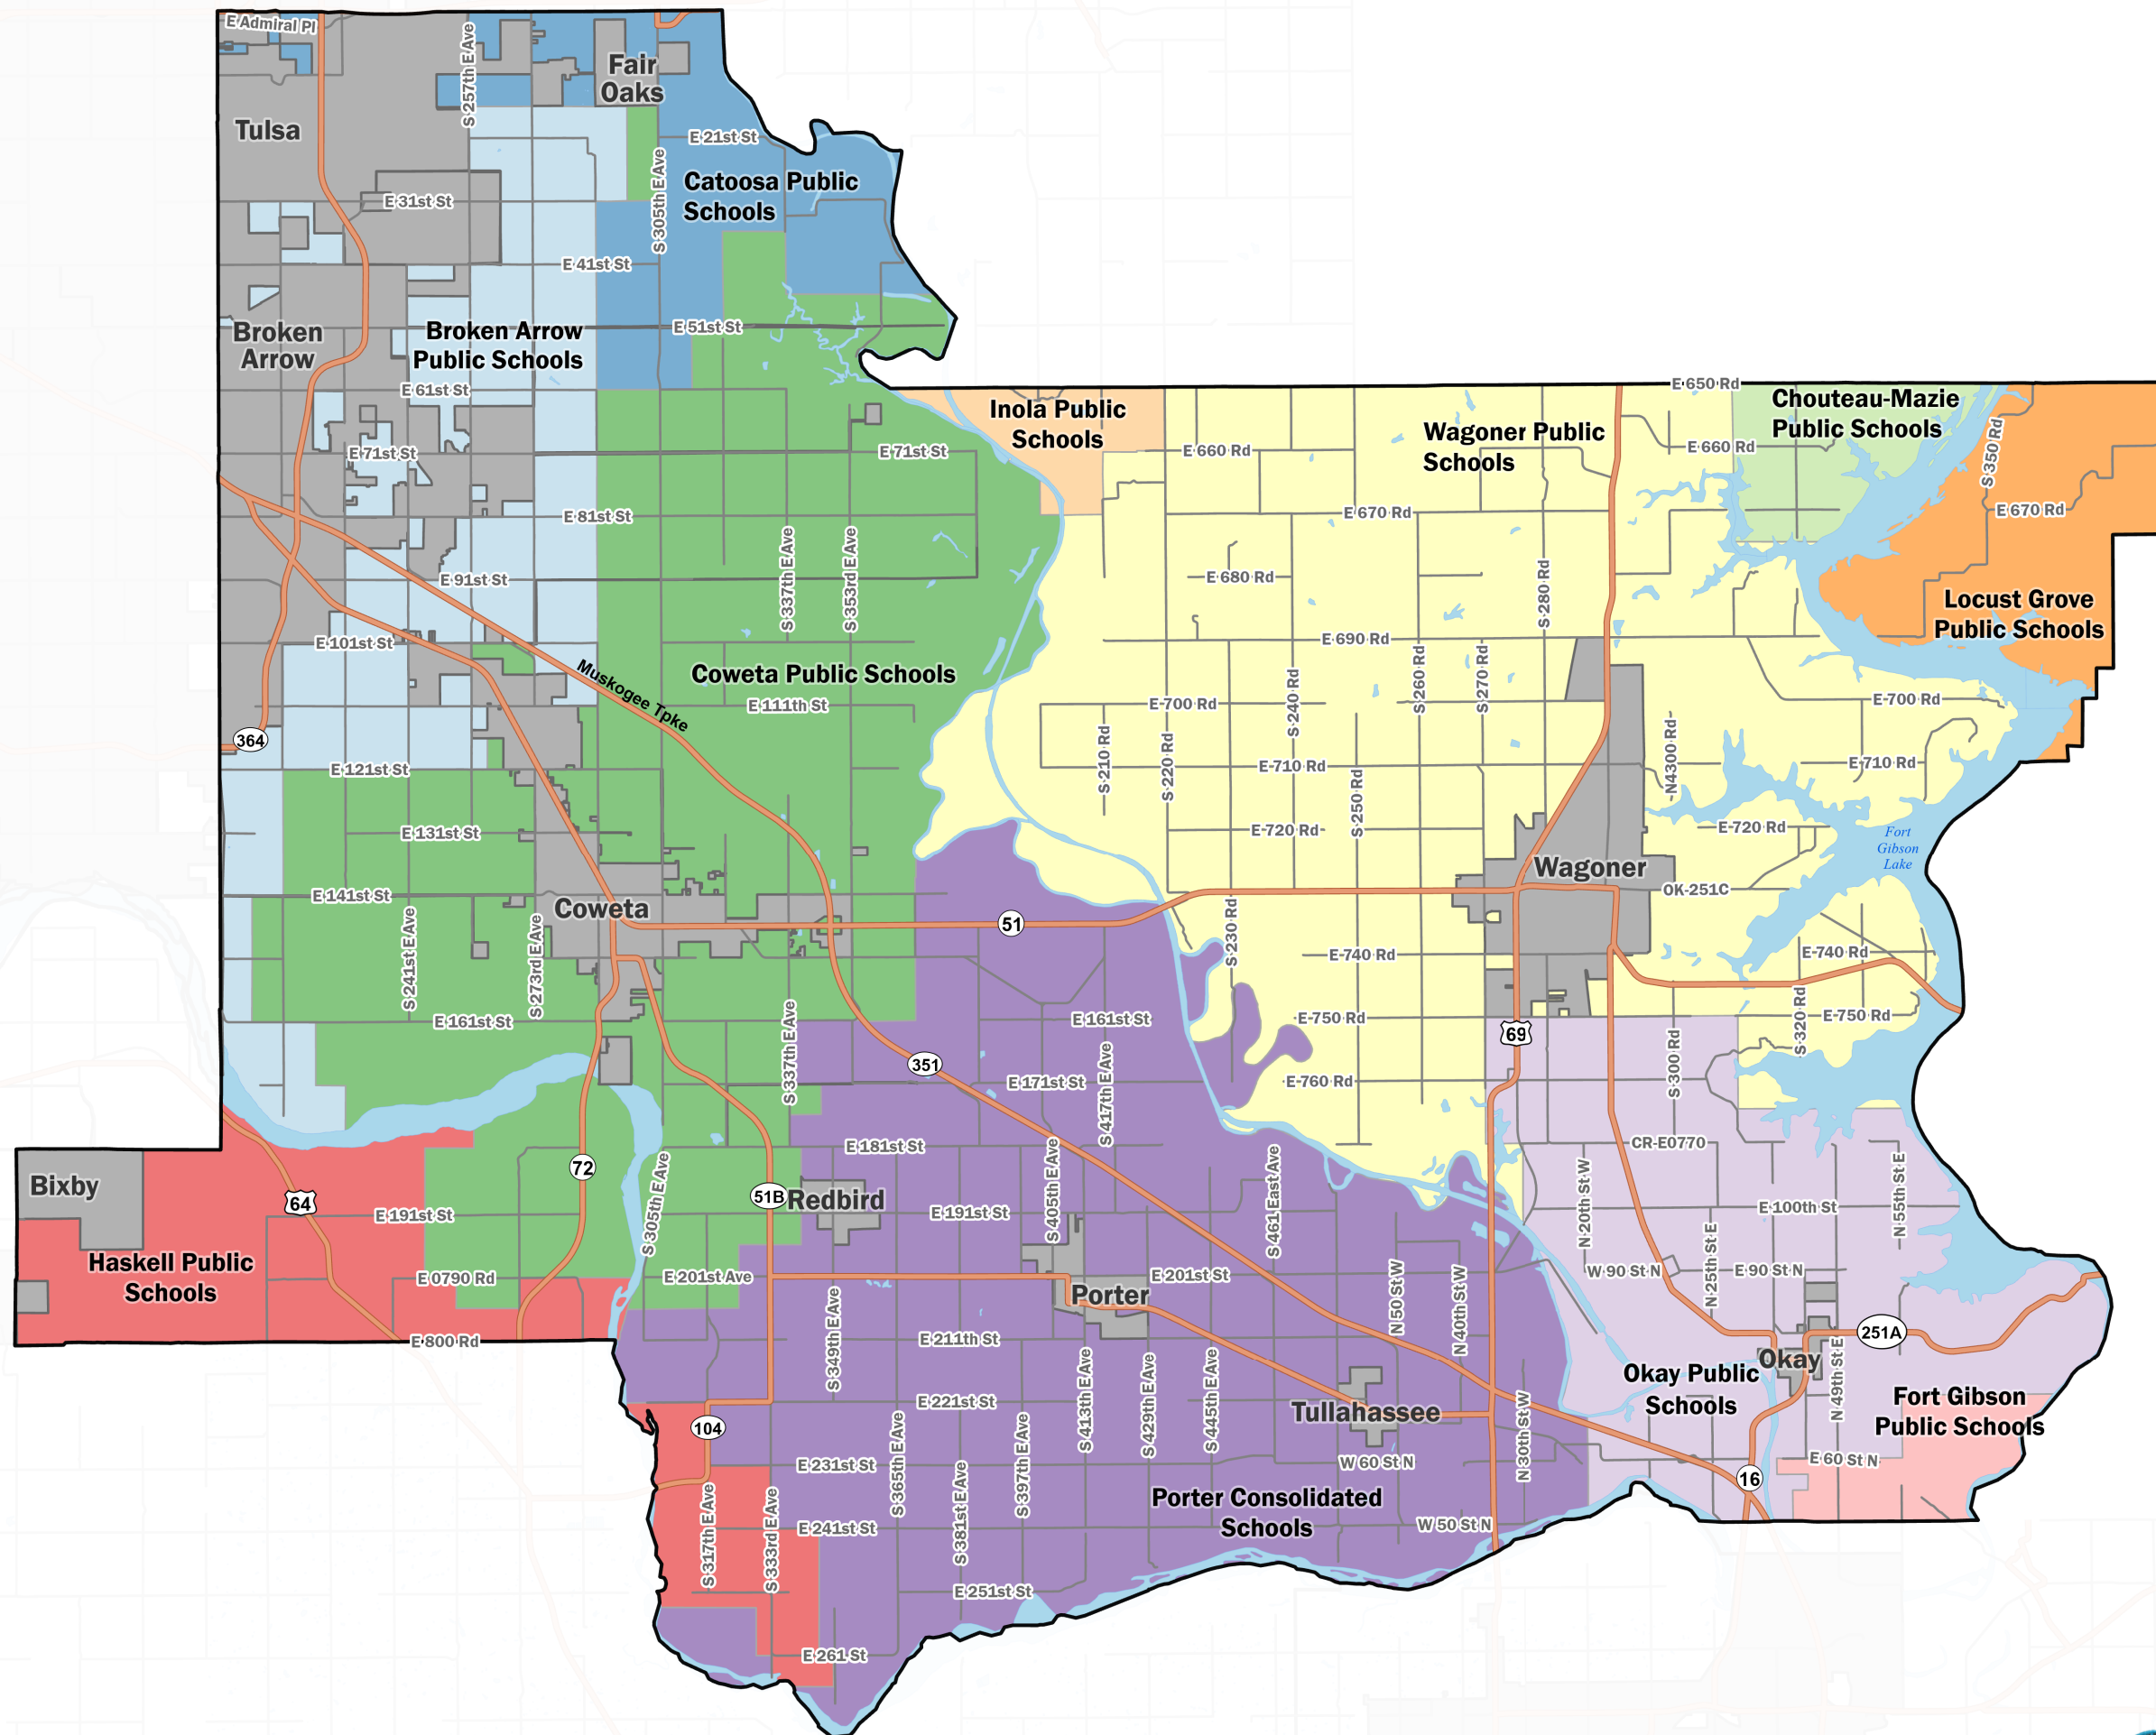 E Admiral Pl
S 257th E Ave
Fair
Oaks
Tulsa
E 21st St
S 305th E Ave
Catoosa Public
Schools
E 31st St
E 41st St
Broken
Arrow
Broken Arrow
Public Schools
E 51st St
E 61st St
E 650 Rd
Inola Public
Schools
Wagoner Public
Schools
Chouteau-Mazie
Public Schools
S 350 Rd
E 71st St
E 71st St
E 660 Rd
E 660 Rd
E 81st St
E 670 Rd
E 670 Rd
S 337th E Ave
S 353rd E Ave
E 91st St
E 680 Rd
S 280 Rd
Locust Grove
Public Schools
E 101st St
E 690 Rd
Muskogee Tpke
Coweta Public Schools
S 240 Rd
S 260 Rd
S 270 Rd
E 111th St
E 700 Rd
E 700 Rd
364
S 210 Rd
S 220 Rd
N4300 Rd
E 121st St
E 710 Rd
E 710 Rd
S 250 Rd
E 131st St
E 720 Rd
E 720 Rd
Fort
Gibson
Lake
Wagoner
E 141st St
OK-251C
Coweta
51
S 241st E Ave
S 273rd E Ave
S 230 Rd
E 740 Rd
E 740 Rd
E 161st St
E 161st St
E 750 Rd
E 750 Rd
S 320 Rd
69
S 337th E Ave
351
S 300 Rd
E 171st St
S 417th E Ave
E 760 Rd
E 181st St
CR-E0770
72
Bixby
64
51B
Redbird
S 305th E Ave
S 405th E Ave
S 461 East Ave
N 20th St W
N 55th St E
E 191st St
E 191st St
E 100th St
Haskell Public
Schools
E 0790 Rd
E 201st Ave
E 201st St
W 90 St N
E 90 St N
N 25th St E
Porter
N 50 St W
N 40th St W
E 800 Rd
S 349th E Ave
E 211th St
251A
Okay
Okay Public
Schools
N 49th St E
S 413th E Ave
S 429th E Ave
S 445th E Ave
Fort Gibson
Public Schools
E 221st St
Tullahassee
104
S 365th E Ave
S 397th E Ave
N 30th St W
E 231st St
W 60 St N
E 60 St N
16
S 381st E Ave
Porter Consolidated
Schools
S 317th E Ave
S 333rd E Ave
E 241st St
W 50 St N
E 251st St
E 261 St